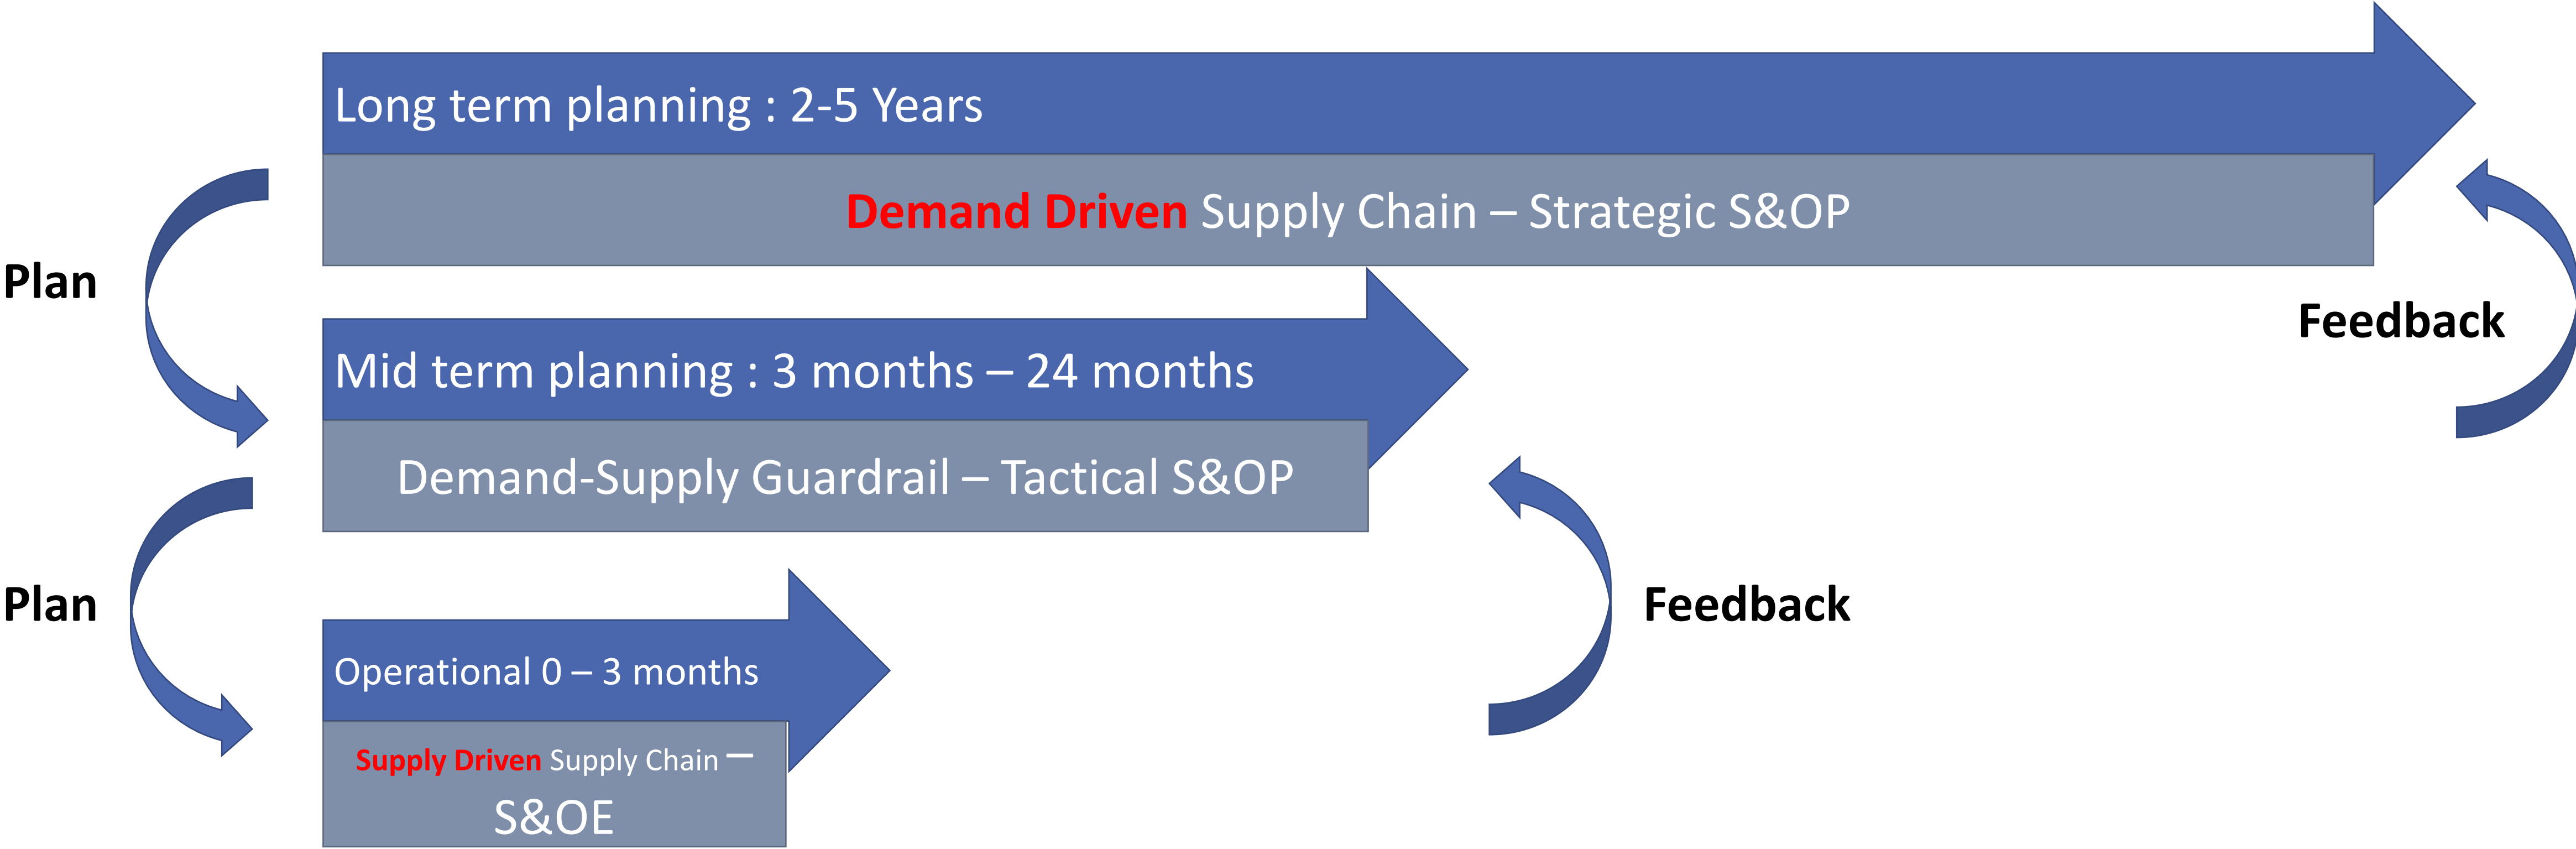 Long term planning : 2-5 Years
Demand Driven Supply Chain – Strategic S&OP
Plan
Feedback
Mid term planning : 3 months – 24 months
Demand-Supply Guardrail – Tactical S&OP
Plan
Feedback
Operational 0 – 3 months
Supply Driven Supply Chain –
S&OE